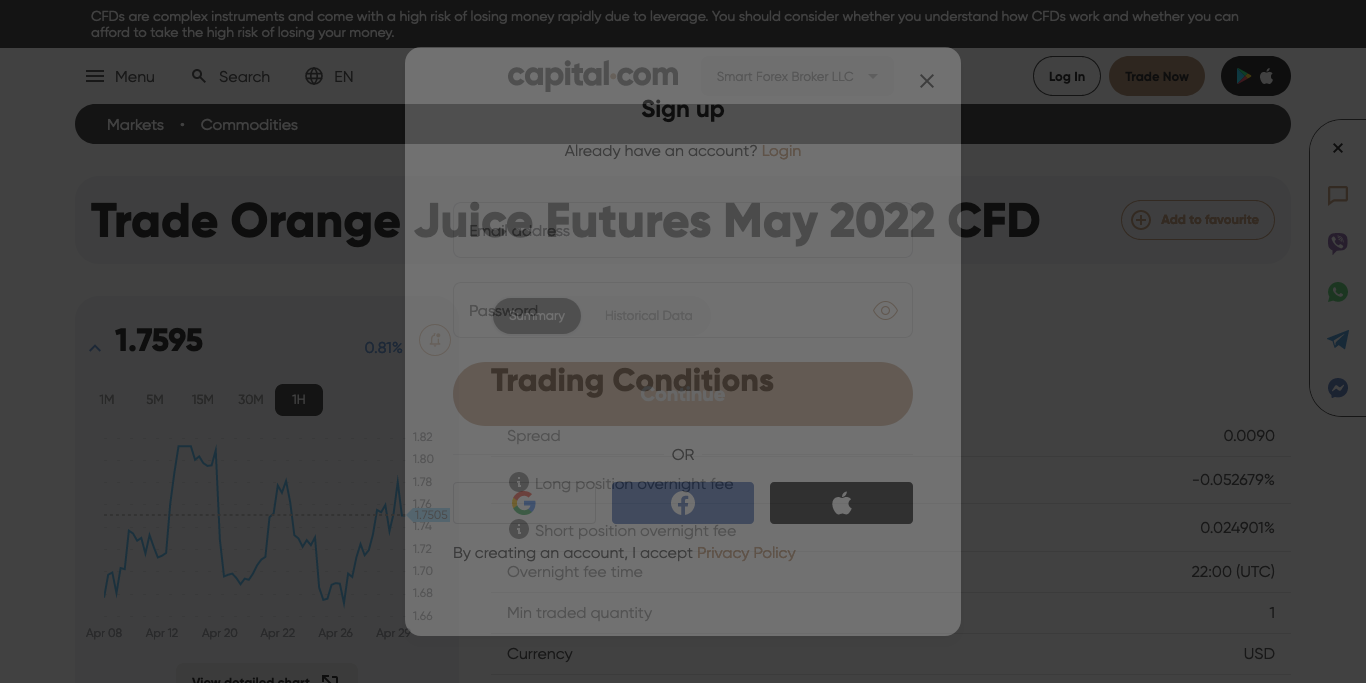 CFDs are complex instruments and come with a high risk of losing money rapidly due to leverage. You should consider whether you understand how CFDs work and whether you can
afford to take the high risk of losing your money.
Menu
Search
EN
capital.com
Smart Forex Broker LLC
Log In
Trade Now
Markets • Commodities
Sign up
Already have an account? Login
Trade Orange Juice Futures May 2022 CFD
Add to favourite
Email address
Password
Summary
Historical Data
1.7595
0.81%
1M 5M 15M 30M 1H
Trading Conditions
Continue
1.82
1.80
1.78
1.76
1.7505
1.74
1.72
1.70
1.68
1.66
Apr 08 Apr 12 Apr 20 Apr 22 Apr 26 Apr 29
View detailed chart
Spread 0.0090
OR
Long position overnight fee -0.052679%
Short position overnight fee 0.024901%
By creating an account, I accept Privacy Policy
Overnight fee time 22:00 (UTC)
Min traded quantity 1
Currency USD